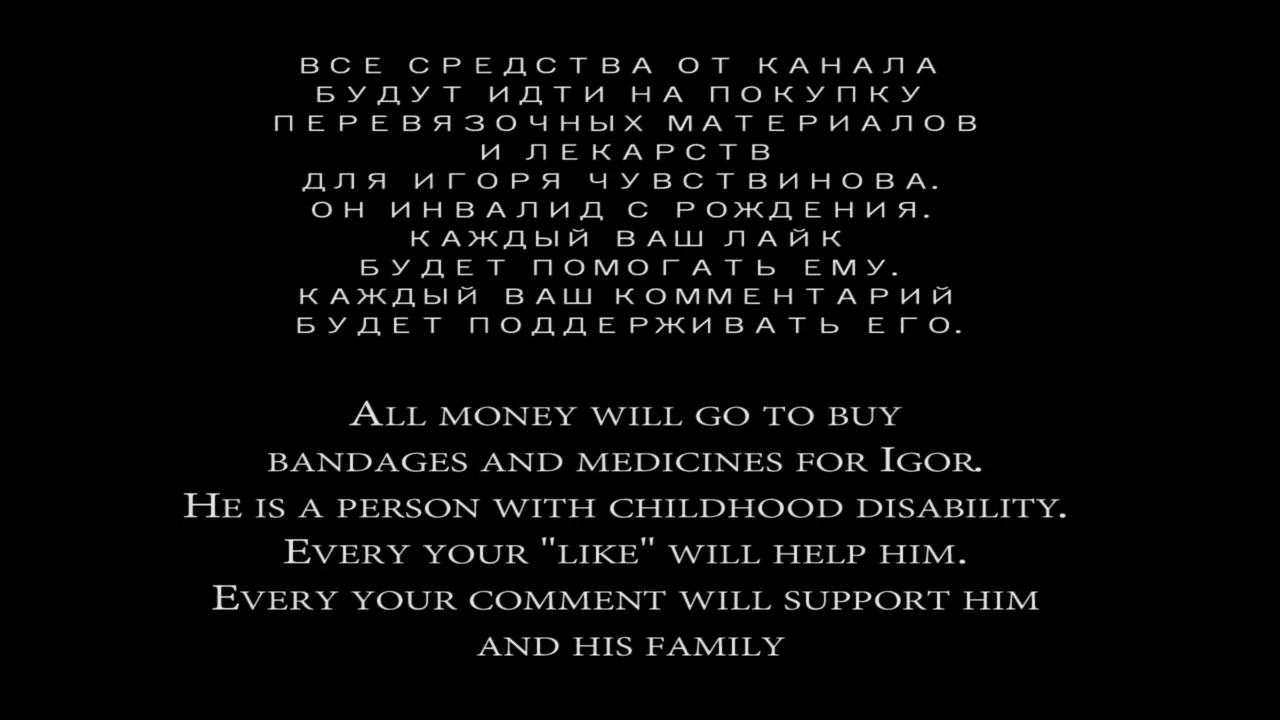 ВСЕ СРЕДСТВА ОТ КАНАЛА
БУДУТ ИДТИ НА ПОКУПКУ
ПЕРЕВЯЗОЧНЫХ МАТЕРИАЛОВ
И ЛЕКАРСТВ
ДЛЯ ИГОРЯ ЧУВСТВИНОВА.
ОН ИНВАЛИД С РОЖДЕНИЯ.
КАЖДЫЙ ВАШ ЛАЙК
БУДЕТ ПОМОГАТЬ ЕМУ.
КАЖДЫЙ ВАШ КОММЕНТАРИЙ
БУДЕТ ПОДДЕРЖИВАТЬ ЕГО.
ALL MONEY WILL GO TO BUY
BANDAGES AND MEDICINES FOR IGOR.
HE IS A PERSON WITH CHILDHOOD DISABILITY.
EVERY YOUR "LIKE" WILL HELP HIM.
EVERY YOUR COMMENT WILL SUPPORT HIM
AND HIS FAMILY